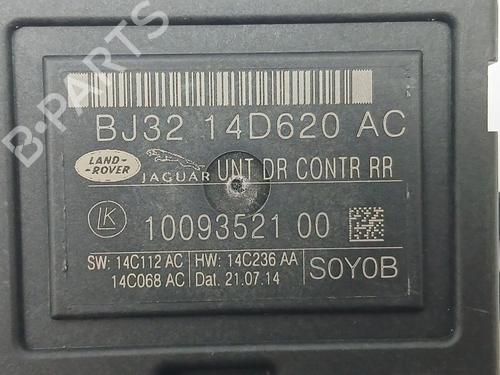 B-PARTS
BJ32 14D620 AC
LAND-ROVER JAGUAR UNT DR CONTR RR
LK 10093521 00
SW: 14C112 AC HW: 14C236 AA
14C068 AC Dat. 21.07.14
S0Y0B